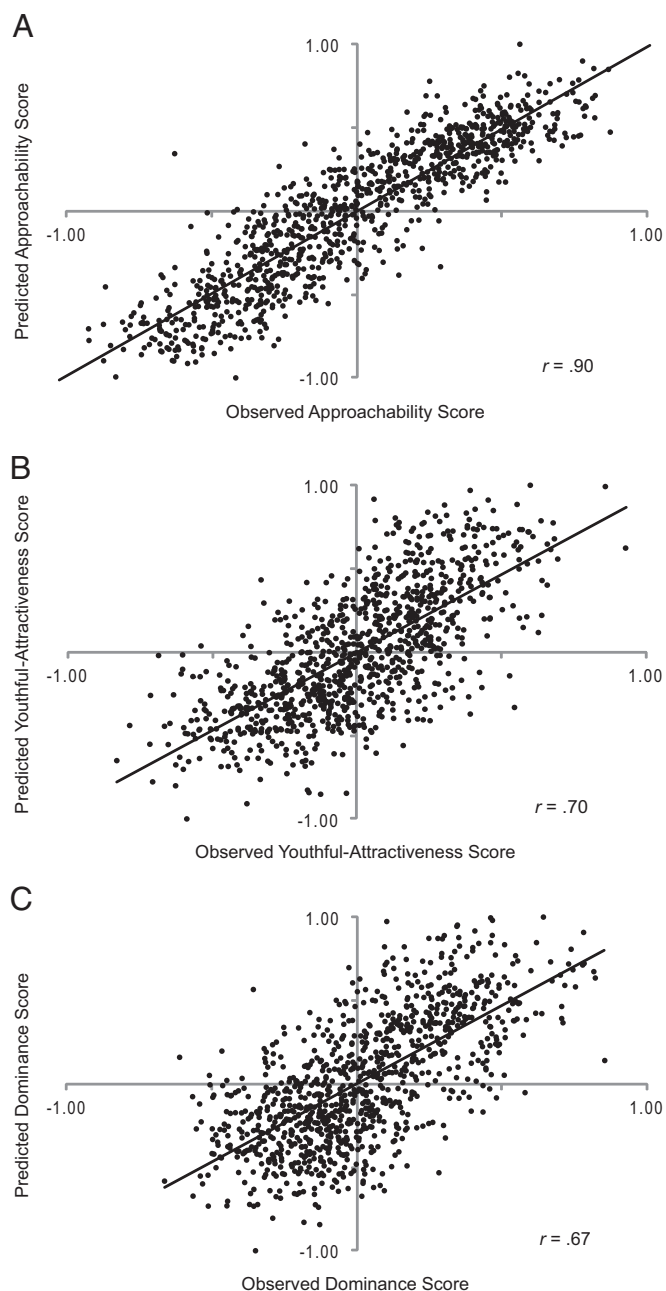 A
1.00
Predicted Approachability Score
-1.00
1.00
-1.00
r = .90
Observed Approachability Score
B
1.00
Predicted Youthful-Attractiveness Score
-1.00
1.00
-1.00
r = .70
Observed Youthful-Attractiveness Score
C
1.00
Predicted Dominance Score
-1.00
1.00
-1.00
r = .67
Observed Dominance Score